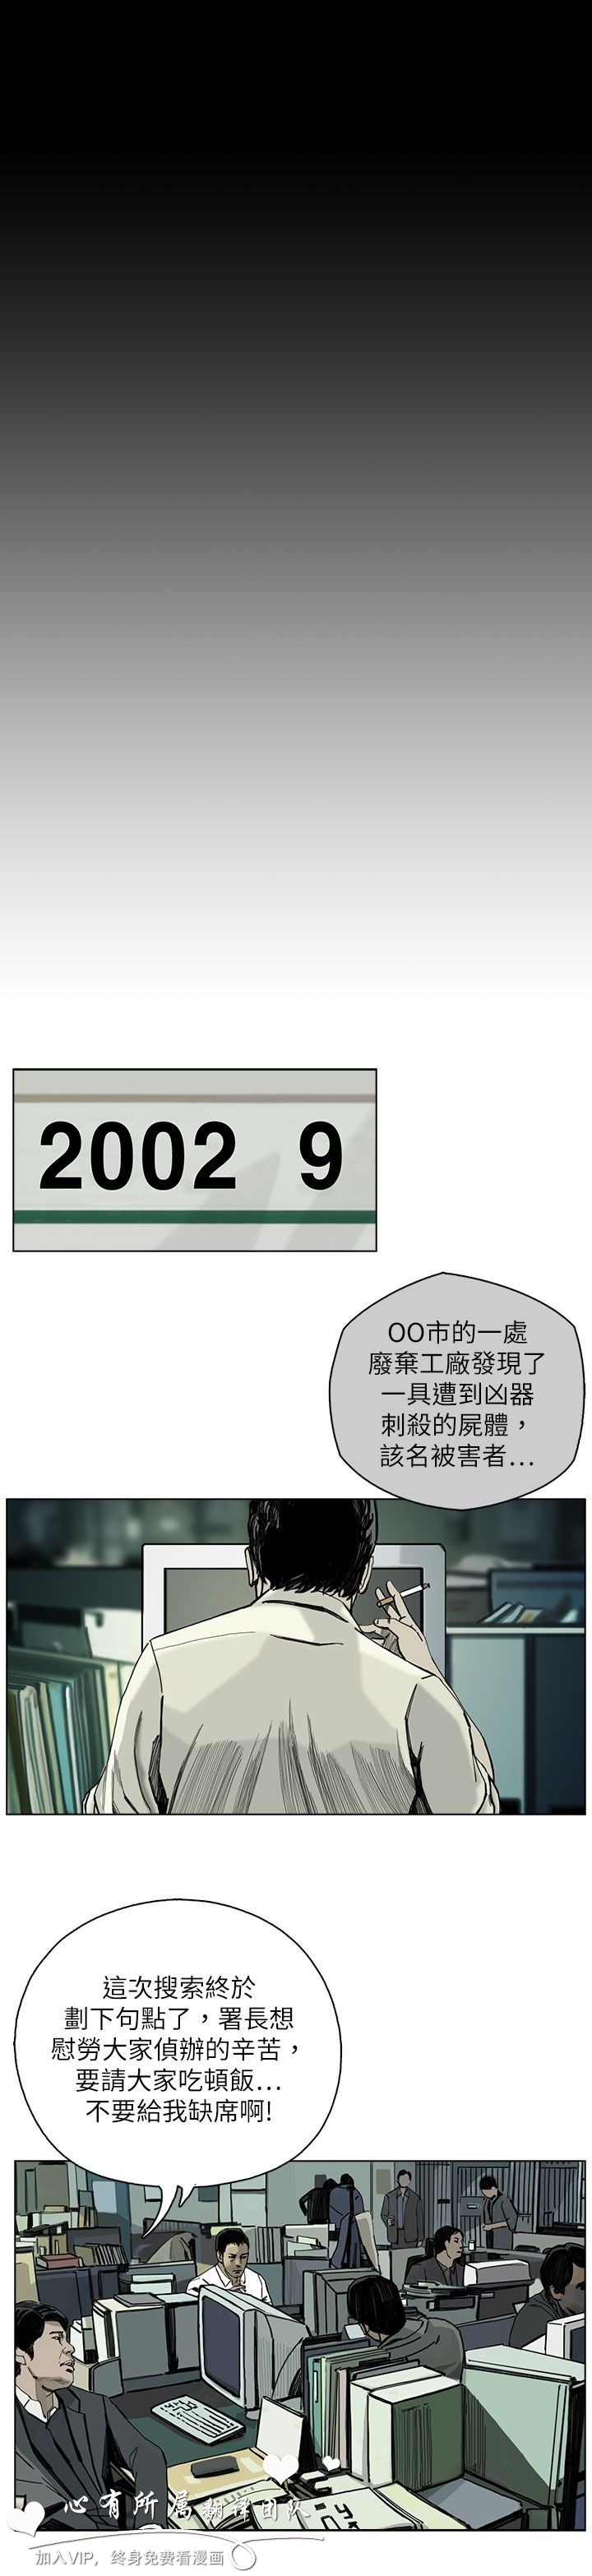 2002 9
OO市的一處
廢棄工廠發現了
一具遭到凶器
刺殺的屍體，
該名被害者...
這次搜索終於
劃下句點了，署長想
慰勞大家偵辦的辛苦，
要請大家吃頓飯...
不要給我缺席啊!
心有所属翻译团队
加入VIP，终身免费看漫画